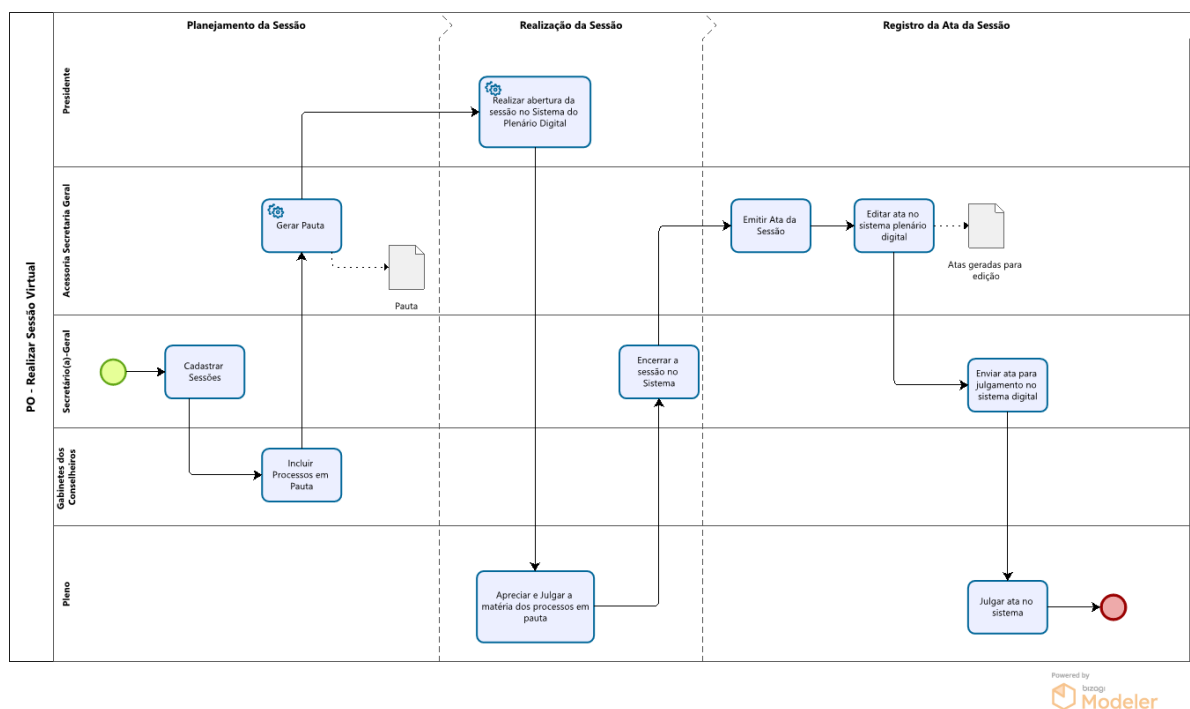 Planejamento da Sessão
Realização da Sessão
Registro da Ata da Sessão
PO - Realizar Sessão Virtual
Presidente
Realizar abertura da
sessão no Sistema do
Plenário Digital
Acessoria Secretaria Geral
Gerar Pauta
Pauta
Emitir Ata da
Sessão
Editar ata no
sistema plenário
digital
Atas geradas para
edição
Secretário(a)-Geral
Cadastrar
Sessões
Encerrar a
sessão no
Sistema
Enviar ata para
julgamento no
sistema digital
Gabinetes dos
Conselheiros
Incluir
Processos em
Pauta
Pleno
Apreciar e Julgar a
matéria dos processos em
pauta
Julgar ata no
sistema
Powered by
bizagi
Modeler